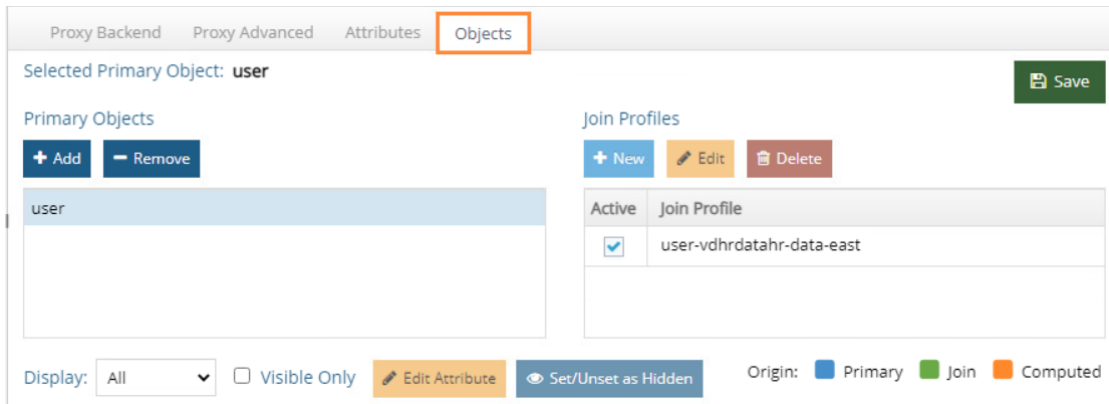 Proxy Backend Proxy Advanced Attributes Objects
Selected Primary Object: user
Save
Primary Objects Join Profiles
+ Add − Remove + New Edit Delete
user Active Join Profile
user-vdhrdatahr-data-east
Display: All Visible Only Edit Attribute Set/Unset as Hidden Origin: Primary Join Computed